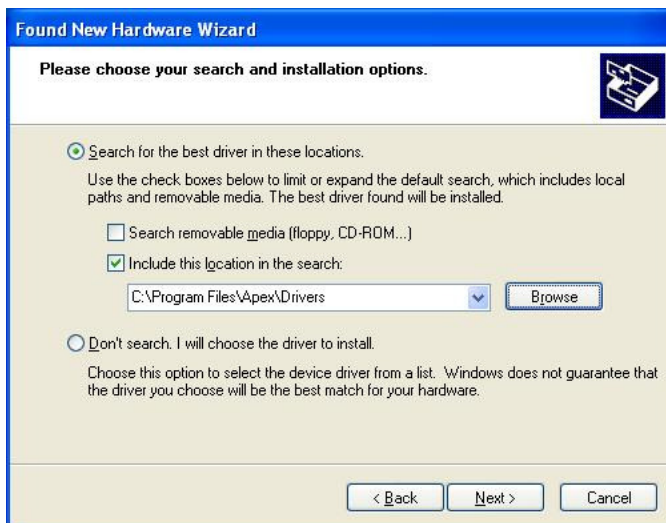 Found New Hardware Wizard
Please choose your search and installation options.
Search for the best driver in these locations.
Use the check boxes below to limit or expand the default search, which includes local
paths and removable media. The best driver found will be installed.
Search removable media (floppy, CD-ROM...)
Include this location in the search:
C:\Program Files\Apex\Drivers
Browse
Don't search. I will choose the driver to install.
Choose this option to select the device driver from a list. Windows does not guarantee that
the driver you choose will be the best match for your hardware.
< Back Next > Cancel